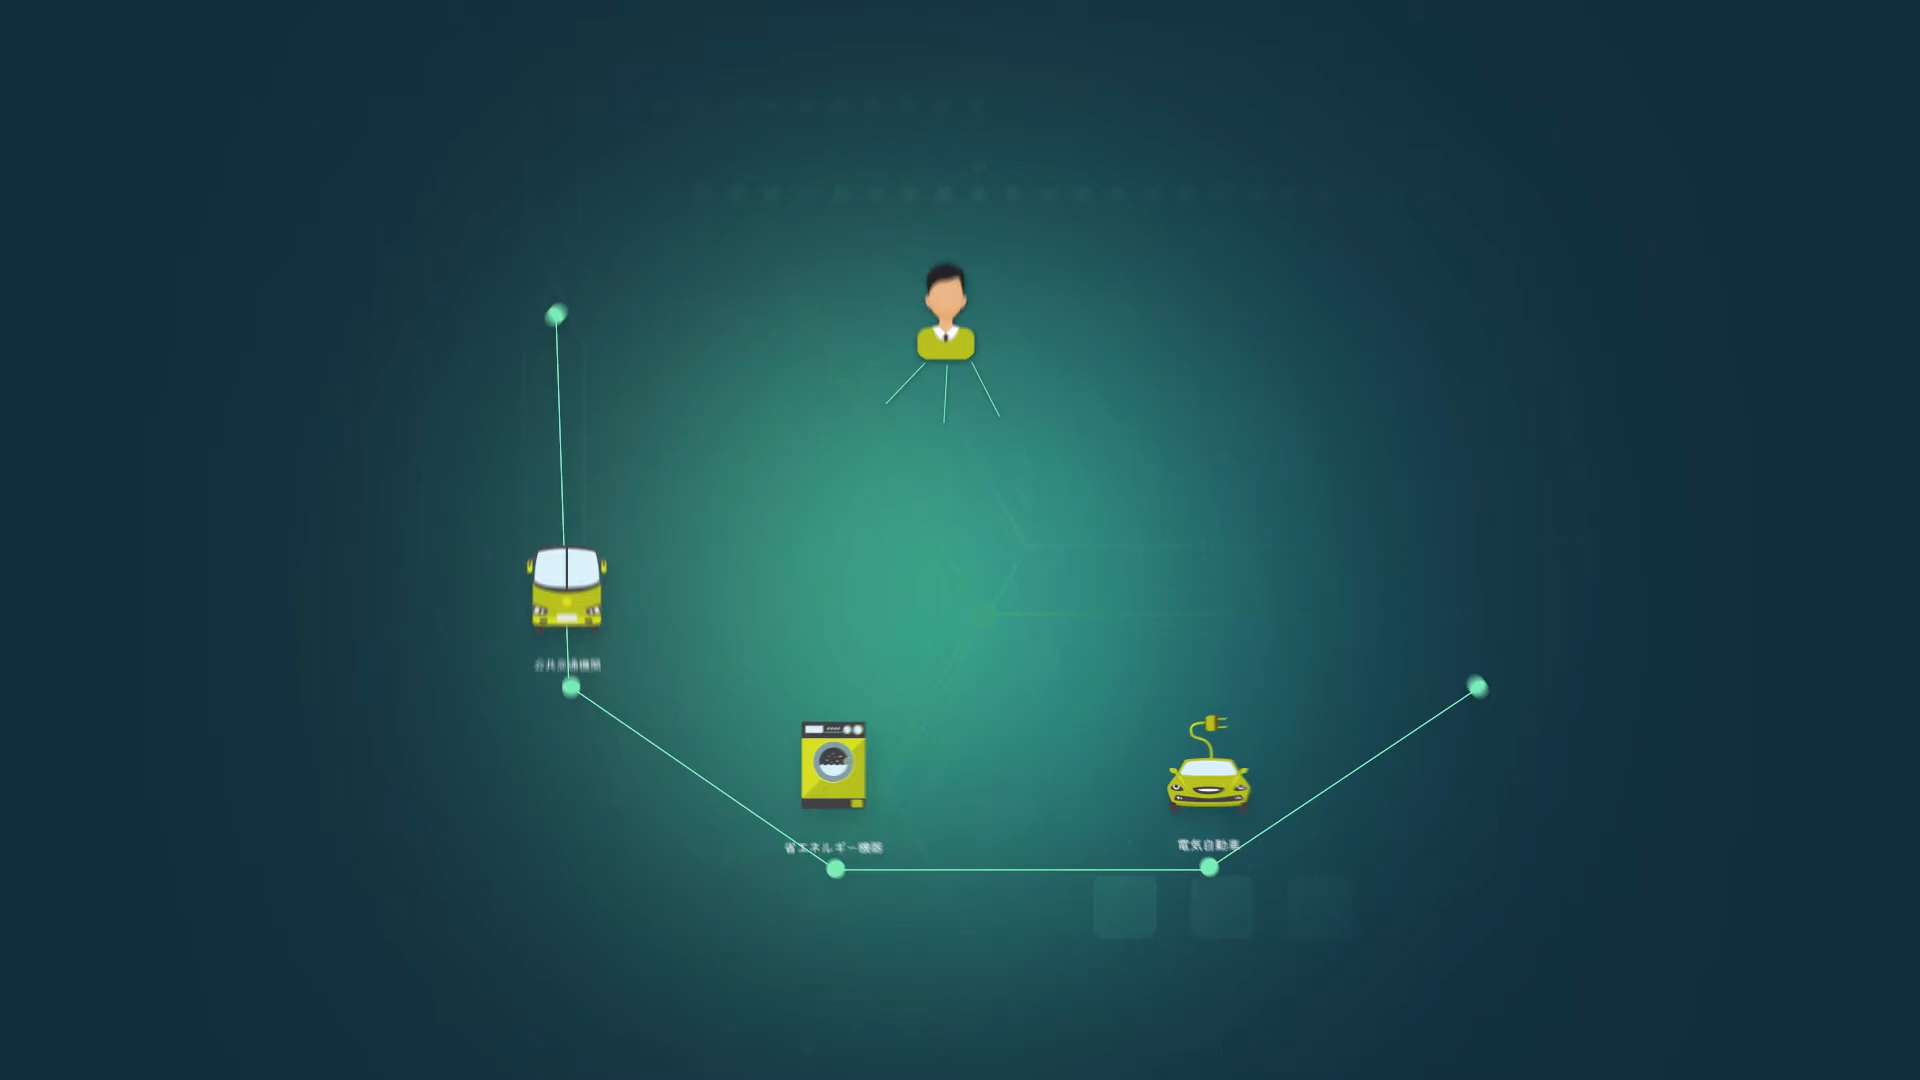 公共交通機関
省エネルギー機器
電気自動車